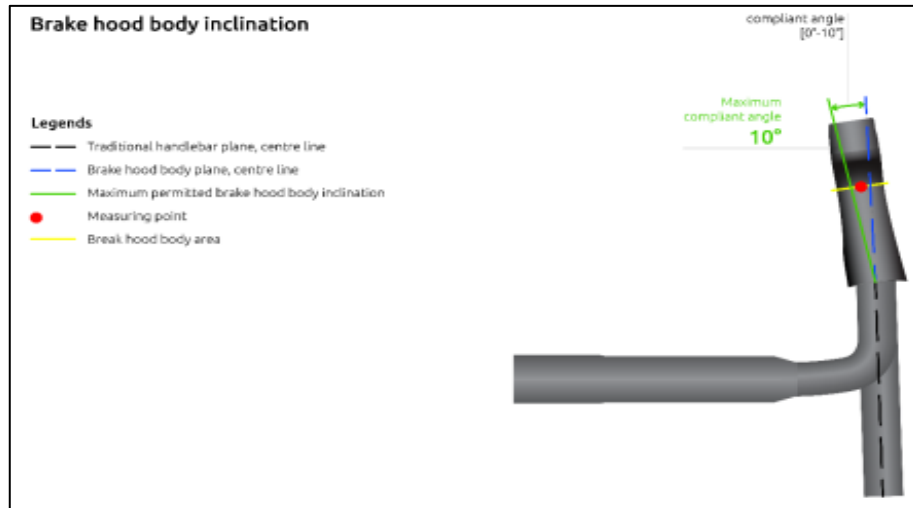 Brake hood body inclination
compliant angle
[0°-10°]
Maximum
compliant angle
10°
Legends
Traditional handlebar plane, centre line
Brake hood body plane, centre line
Maximum permitted brake hood body inclination
Measuring point
Break hood body area